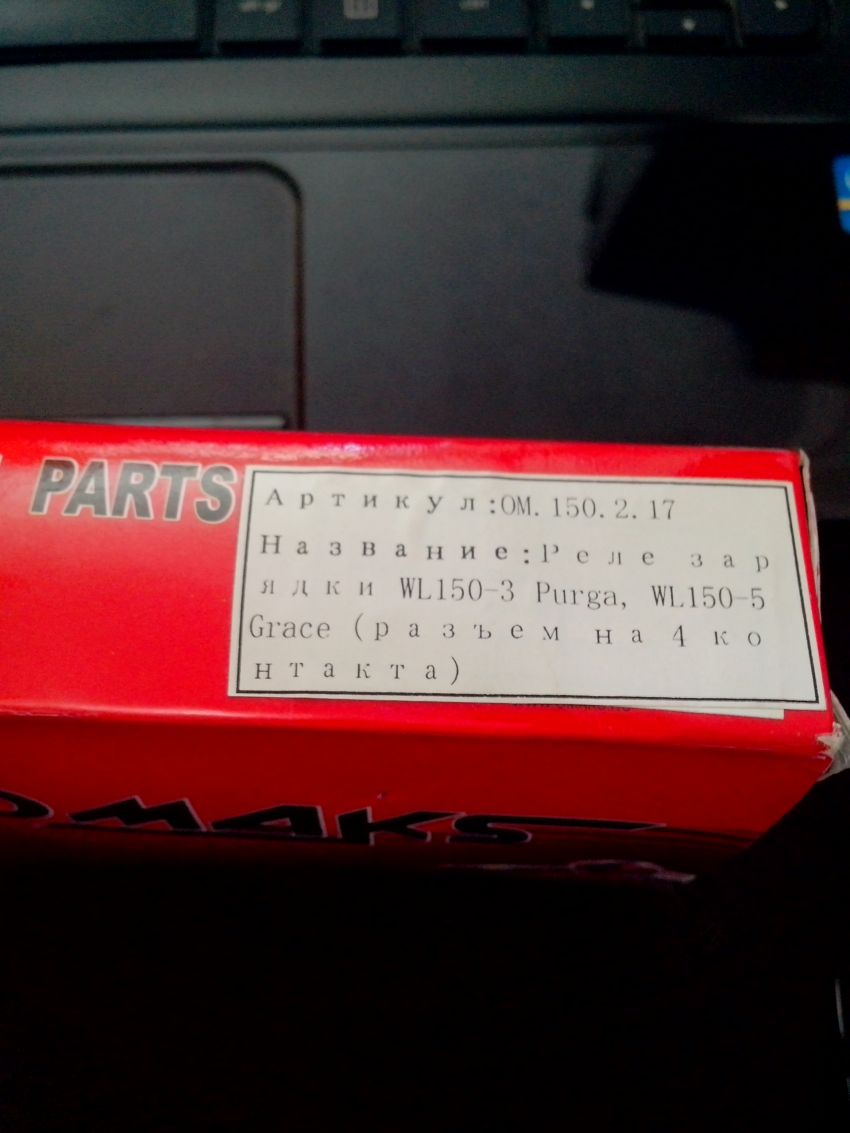 PARTS
Артикул:OM.150.2.17
Название:Реле зар
ядки WL150-3 Purga, WL150-5
Grace (разъем на 4 ко
нтакта)
OMAKS